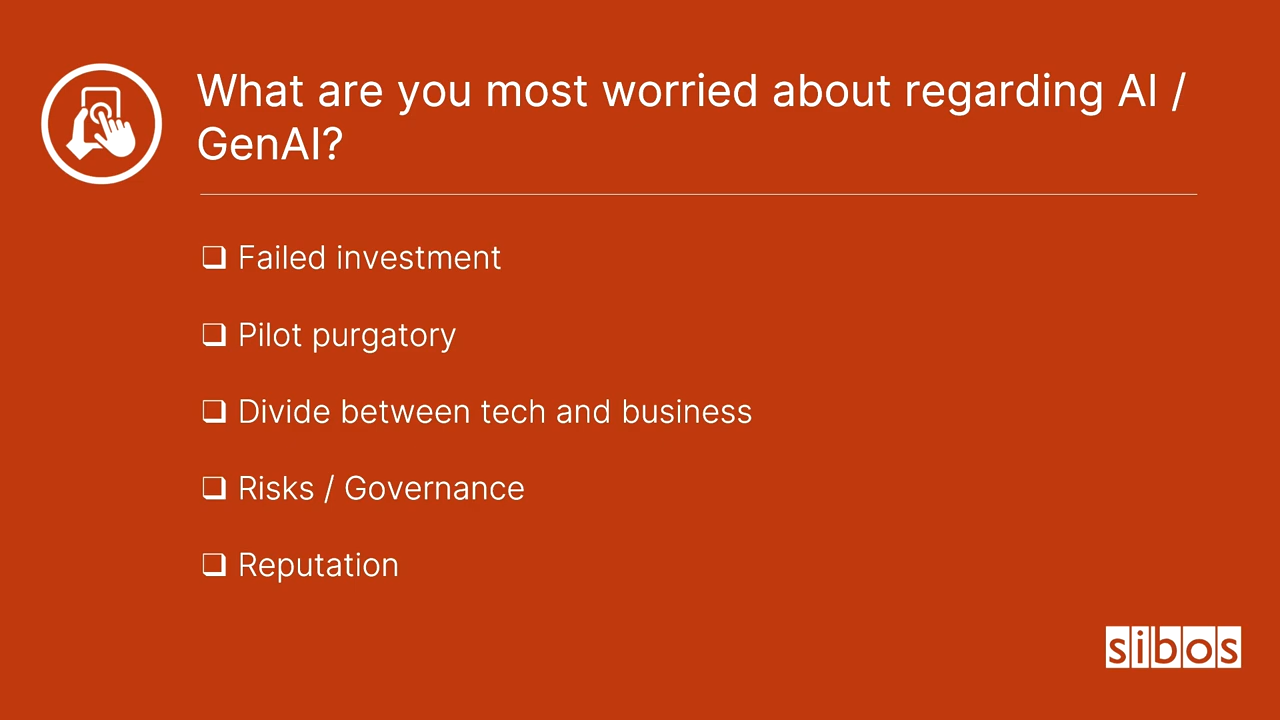 What are you most worried about regarding AI /
GenAI?
❑ Failed investment
❑ Pilot purgatory
❑ Divide between tech and business
❑ Risks / Governance
❑ Reputation
sibos